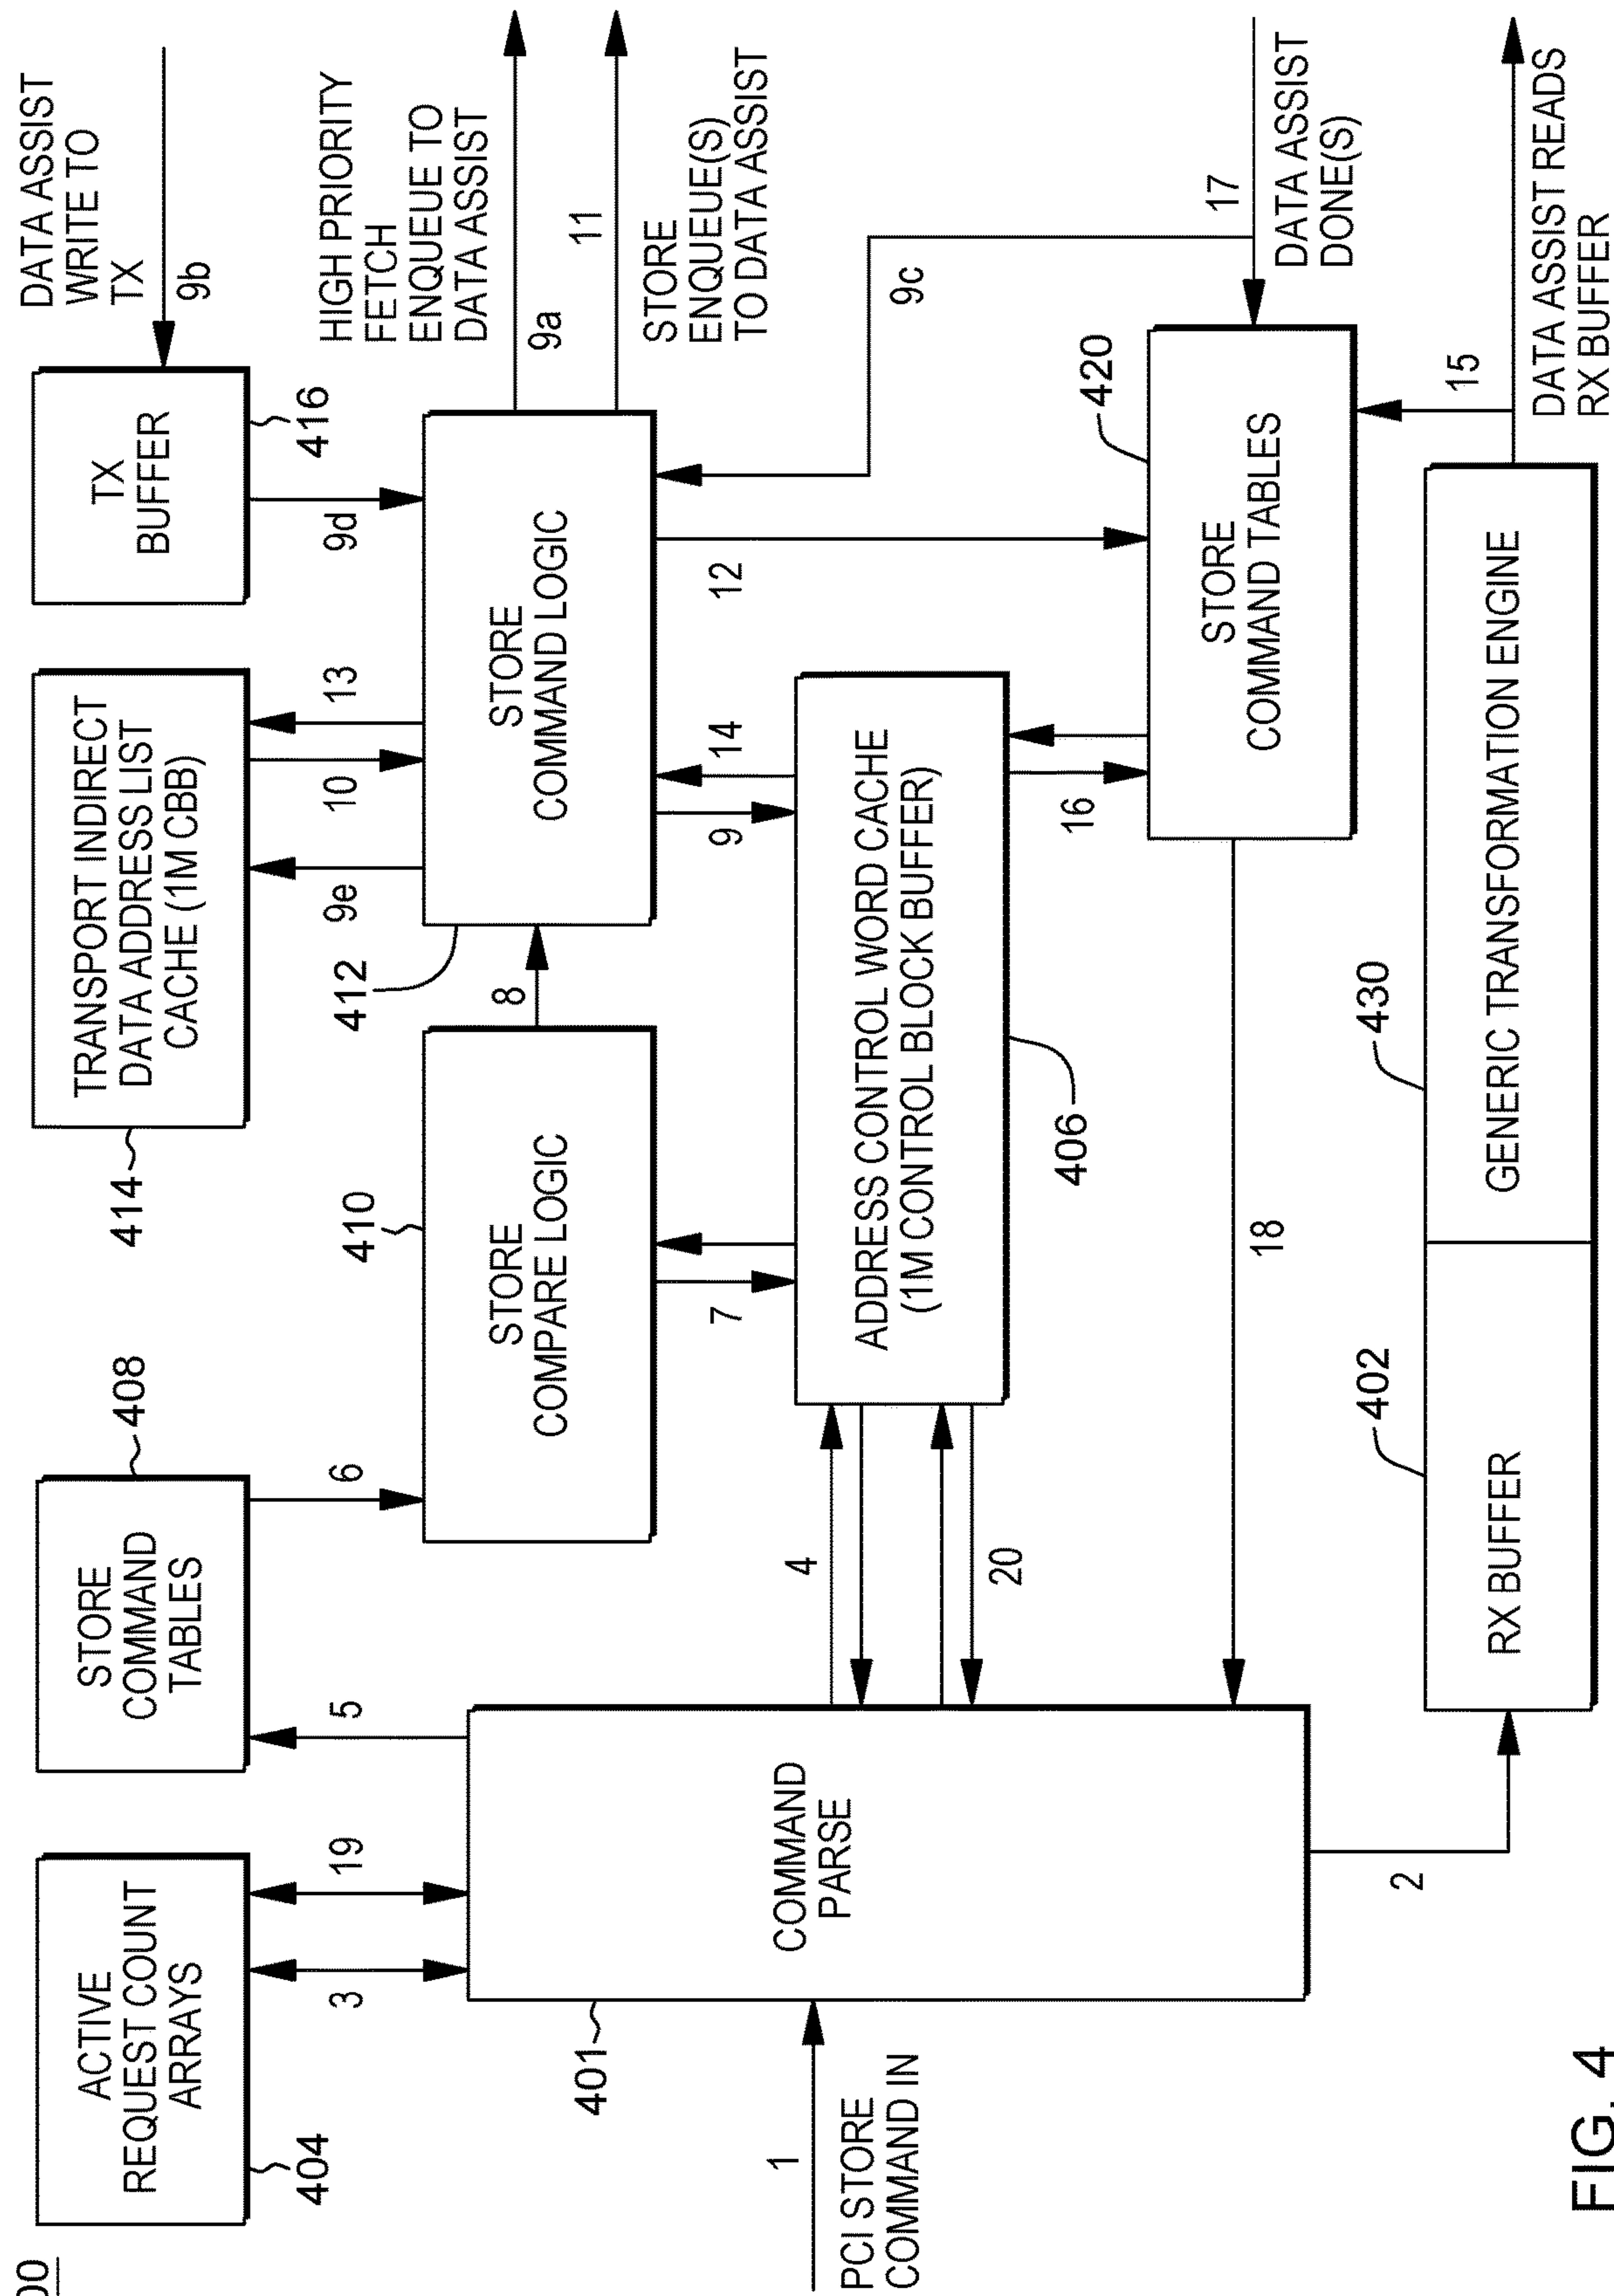 00
ACTIVE
REQUEST COUNT
ARRAYS
404
3
19
STORE
COMMAND
TABLES
408
5
6
TRANSPORT INDIRECT
DATA ADDRESS LIST
CACHE (1M CBB)
414
9e
10
13
TX
BUFFER
416
9d
DATA ASSIST
WRITE TO
TX
9b
HIGH PRIORITY
FETCH
ENQUEUE TO
DATA ASSIST
9a
11
STORE
ENQUEUE(S)
TO DATA ASSIST
STORE
COMPARE LOGIC
410
8
412
STORE
COMMAND LOGIC
7
9
14
12
9c
1
PCI STORE
COMMAND IN
401
COMMAND
PARSE
4
20
ADDRESS CONTROL WORD CACHE
(1M CONTROL BLOCK BUFFER)
406
16
STORE
COMMAND TABLES
420
17
DATA ASSIST
DONE(S)
18
15
2
402
RX BUFFER
430
GENERIC TRANSFORMATION ENGINE
DATA ASSIST READS
RX BUFFER
FIG. 4